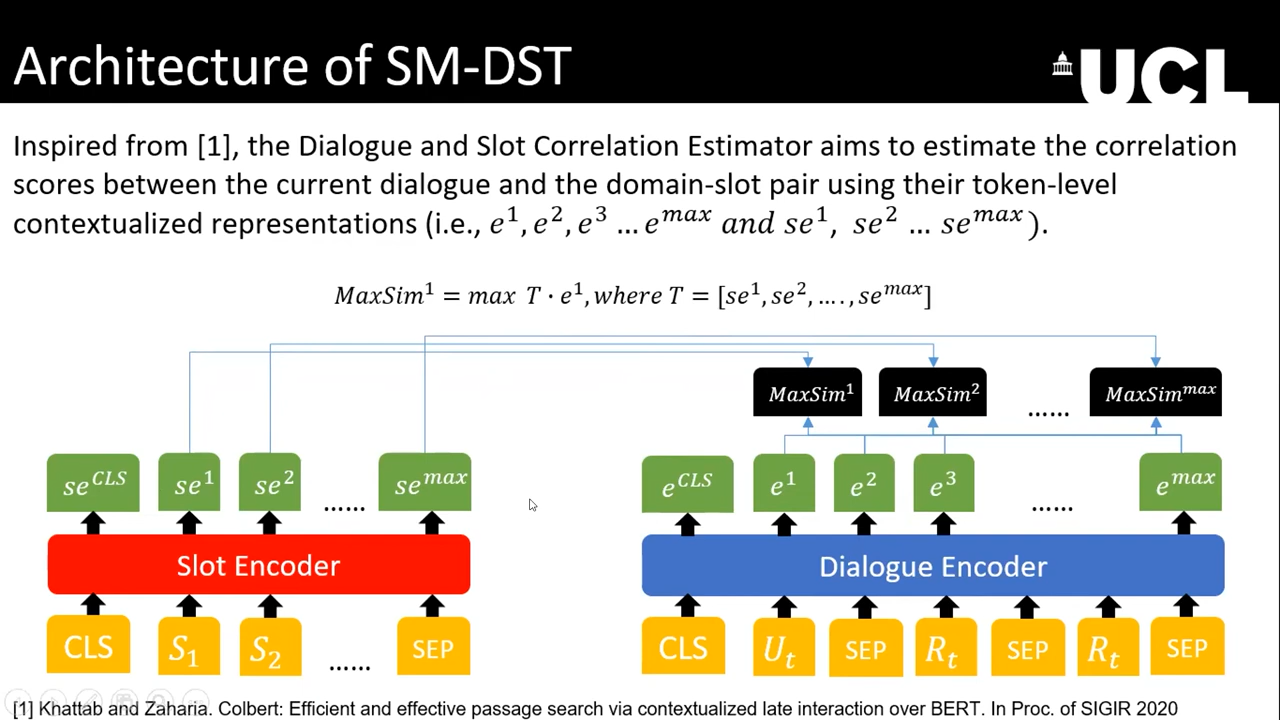 Architecture of SM-DST
UCL
Inspired from [1], the Dialogue and Slot Correlation Estimator aims to estimate the correlation
scores between the current dialogue and the domain-slot pair using their token-level
contextualized representations (i.e., e¹, e², e³ … e^max and se¹, se² … se^max).
MaxSim¹ = max T · e¹, where T = [se¹, se², …., se^max]
MaxSim¹ MaxSim² …… MaxSim^max
se^CLS se¹ se² …… se^max e^CLS e¹ e² e³ …… e^max
Slot Encoder Dialogue Encoder
CLS S₁ S₂ …… SEP CLS Uₜ SEP Rₜ SEP Rₜ SEP
[1] Khattab and Zaharia. Colbert: Efficient and effective passage search via contextualized late interaction over BERT. In Proc. of SIGIR 2020